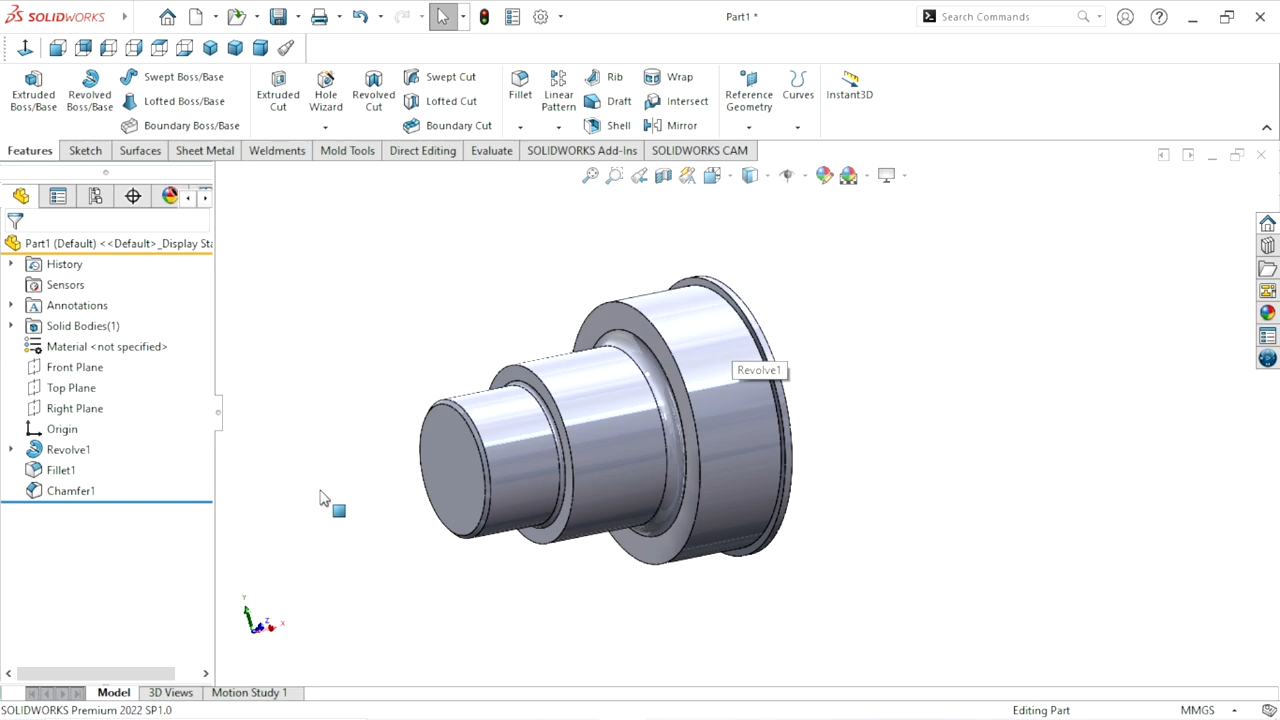 SOLIDWORKS
Part1 *
Search Commands
Extruded Boss/Base
Revolved Boss/Base
Swept Boss/Base
Lofted Boss/Base
Boundary Boss/Base
Extruded Cut
Hole Wizard
Revolved Cut
Swept Cut
Lofted Cut
Boundary Cut
Fillet
Linear Pattern
Rib
Draft
Shell
Wrap
Intersect
Mirror
Reference Geometry
Curves
Instant3D
Features
Sketch
Surfaces
Sheet Metal
Weldments
Mold Tools
Direct Editing
Evaluate
SOLIDWORKS Add-Ins
SOLIDWORKS CAM
Part1 (Default) <<Default>_Display Sta
History
Sensors
Annotations
Solid Bodies(1)
Material <not specified>
Front Plane
Top Plane
Right Plane
Origin
Revolve1
Fillet1
Chamfer1
Revolve1
Y
Z
X
Model
3D Views
Motion Study 1
SOLIDWORKS Premium 2022 SP1.0
Editing Part
MMGS